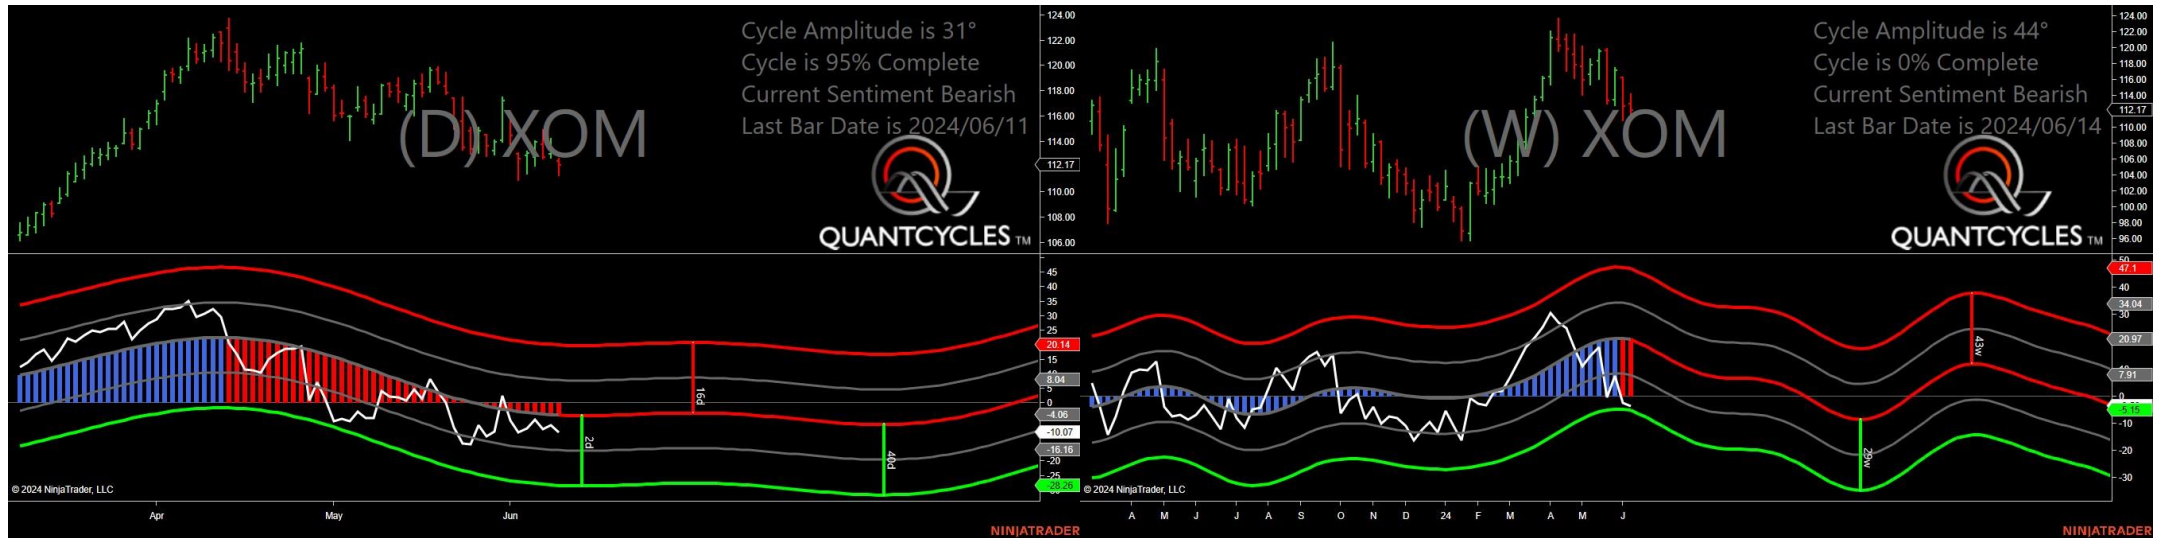 Cycle Amplitude is 31°
Cycle is 95% Complete
Current Sentiment Bearish
Last Bar Date is 2024/06/11
(D) XOM
QUANTCYCLES TM
124.00
122.00
120.00
118.00
116.00
114.00
112.17
110.00
108.00
106.00
45
40
35
30
25
20.14
15
8.04
5
0
-4.06
-10.07
-16.16
-20
-28.26
16d
2d
40d
© 2024 NinjaTrader, LLC
Apr May Jun
NINJATRADER
Cycle Amplitude is 44°
Cycle is 0% Complete
Current Sentiment Bearish
Last Bar Date is 2024/06/14
(W) XOM
QUANTCYCLES TM
124.00
122.00
120.00
118.00
116.00
114.00
112.17
110.00
108.00
106.00
104.00
102.00
100.00
98.00
96.00
47.1
40
34.04
30
20.97
7.91
0
-5.15
-10
-20
-30
43w
29w
© 2024 NinjaTrader, LLC
A M J J A S O N D 24 F M A M J
NINJATRADER